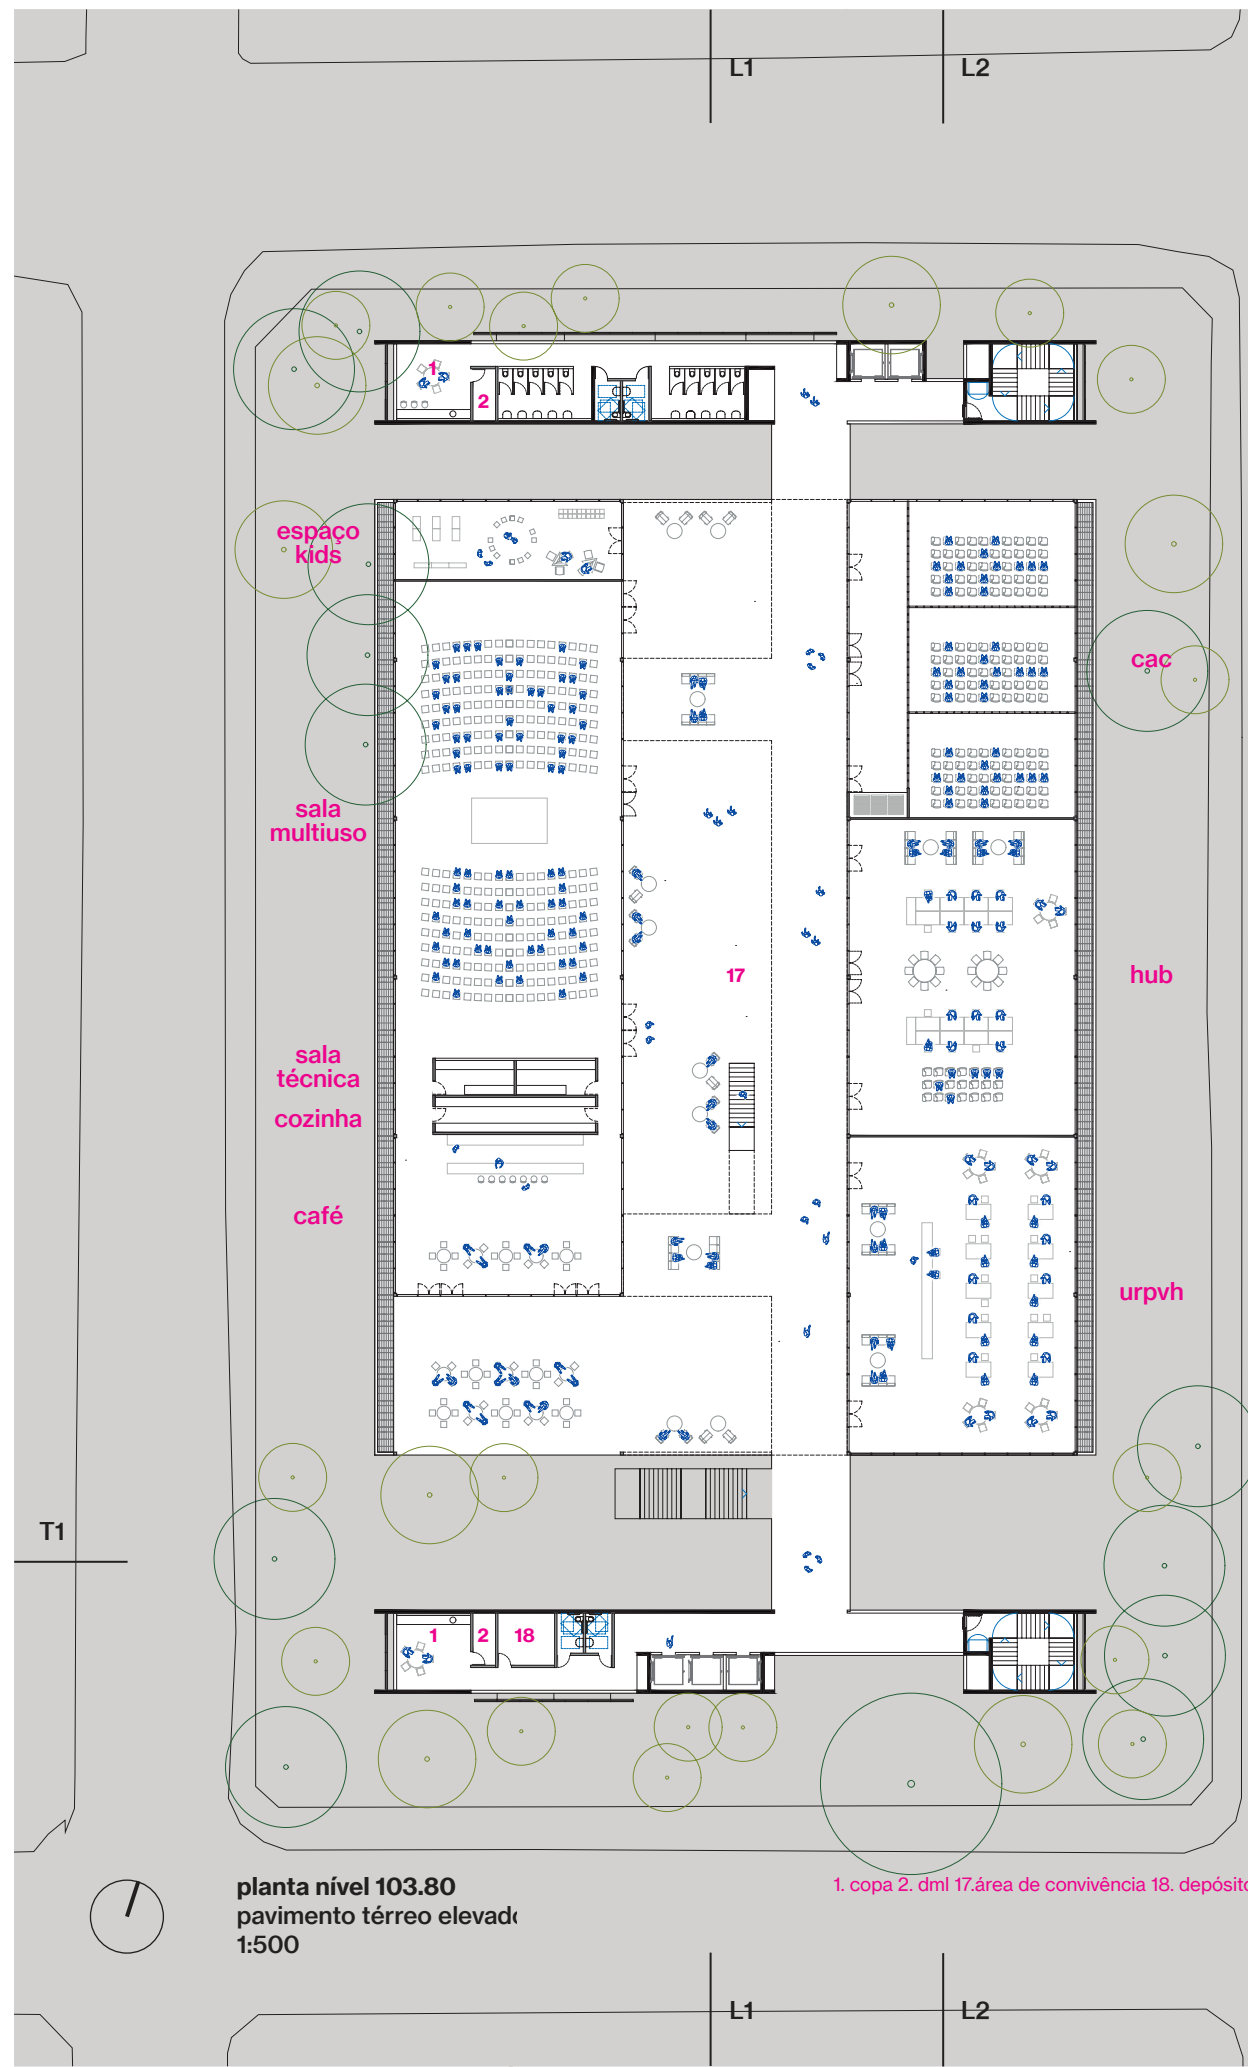 L1
L2
1
2
espaço
kids
cac
sala
multiuso
17
hub
sala
técnica
cozinha
café
urpvh
T1
1
2
18
planta nível 103.80
pavimento térreo elevado
1:500
1. copa 2. dml 17.área de convivência 18. depósito
L1
L2